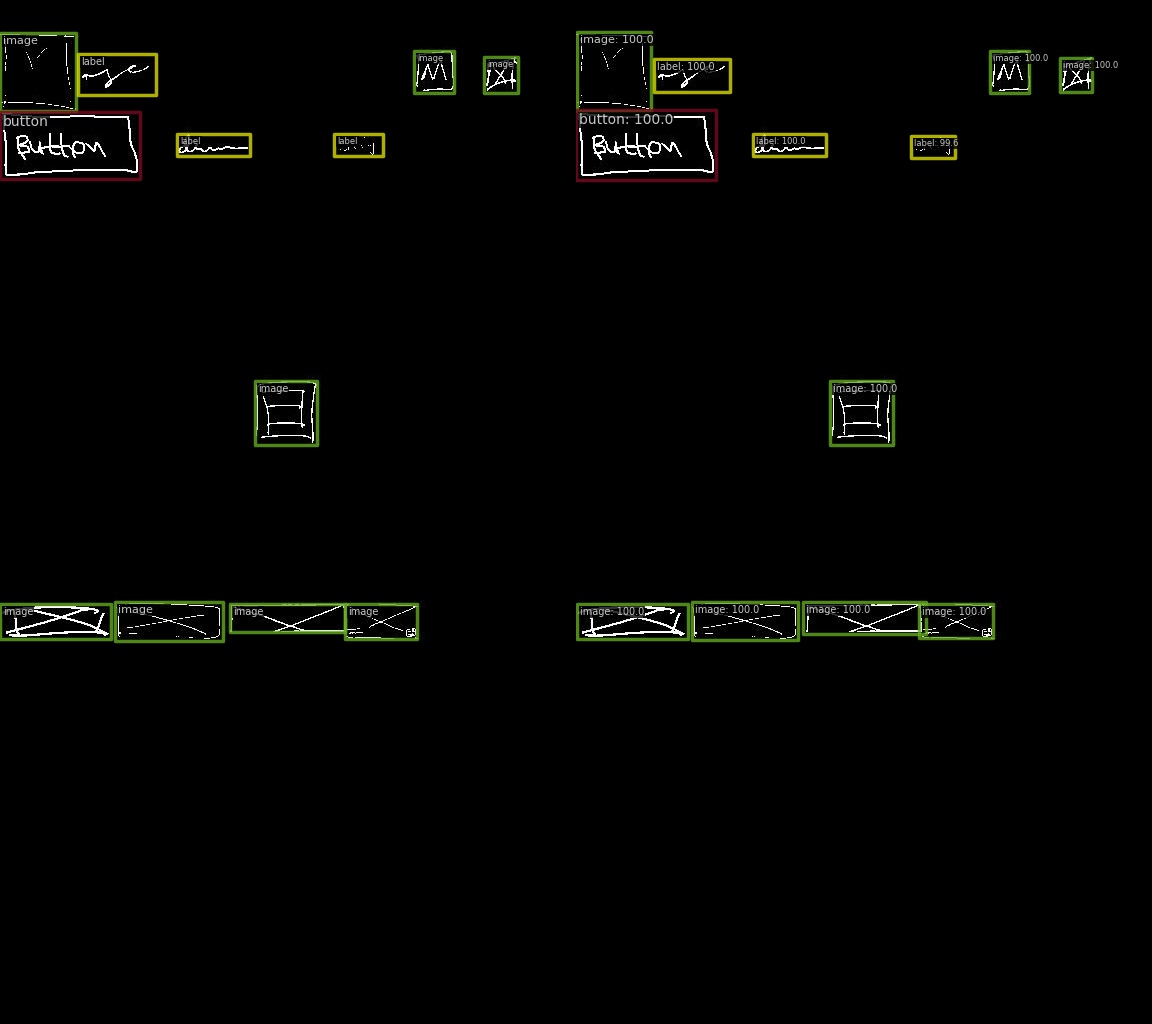 image image: 100.0
label image image label: 100.0 image: 100.0 image: 100.0
button button: 100.0
Button Button
label label label: 100.0 label: 99.6
image image: 100.0
image image image image image: 100.0 image: 100.0 image: 100.0 image: 100.0